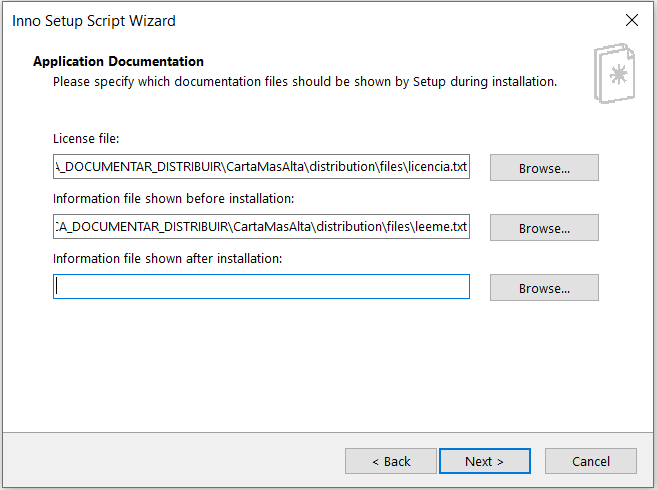 Inno Setup Script Wizard
Application Documentation
Please specify which documentation files should be shown by Setup during installation.
License file:
A_DOCUMENTAR_DISTRIBUIR\CartaMasAlta\distribution\files\licencia.txt
Browse...
Information file shown before installation:
CA_DOCUMENTAR_DISTRIBUIR\CartaMasAlta\distribution\files\leeme.txt
Browse...
Information file shown after installation:
Browse...
< Back
Next >
Cancel